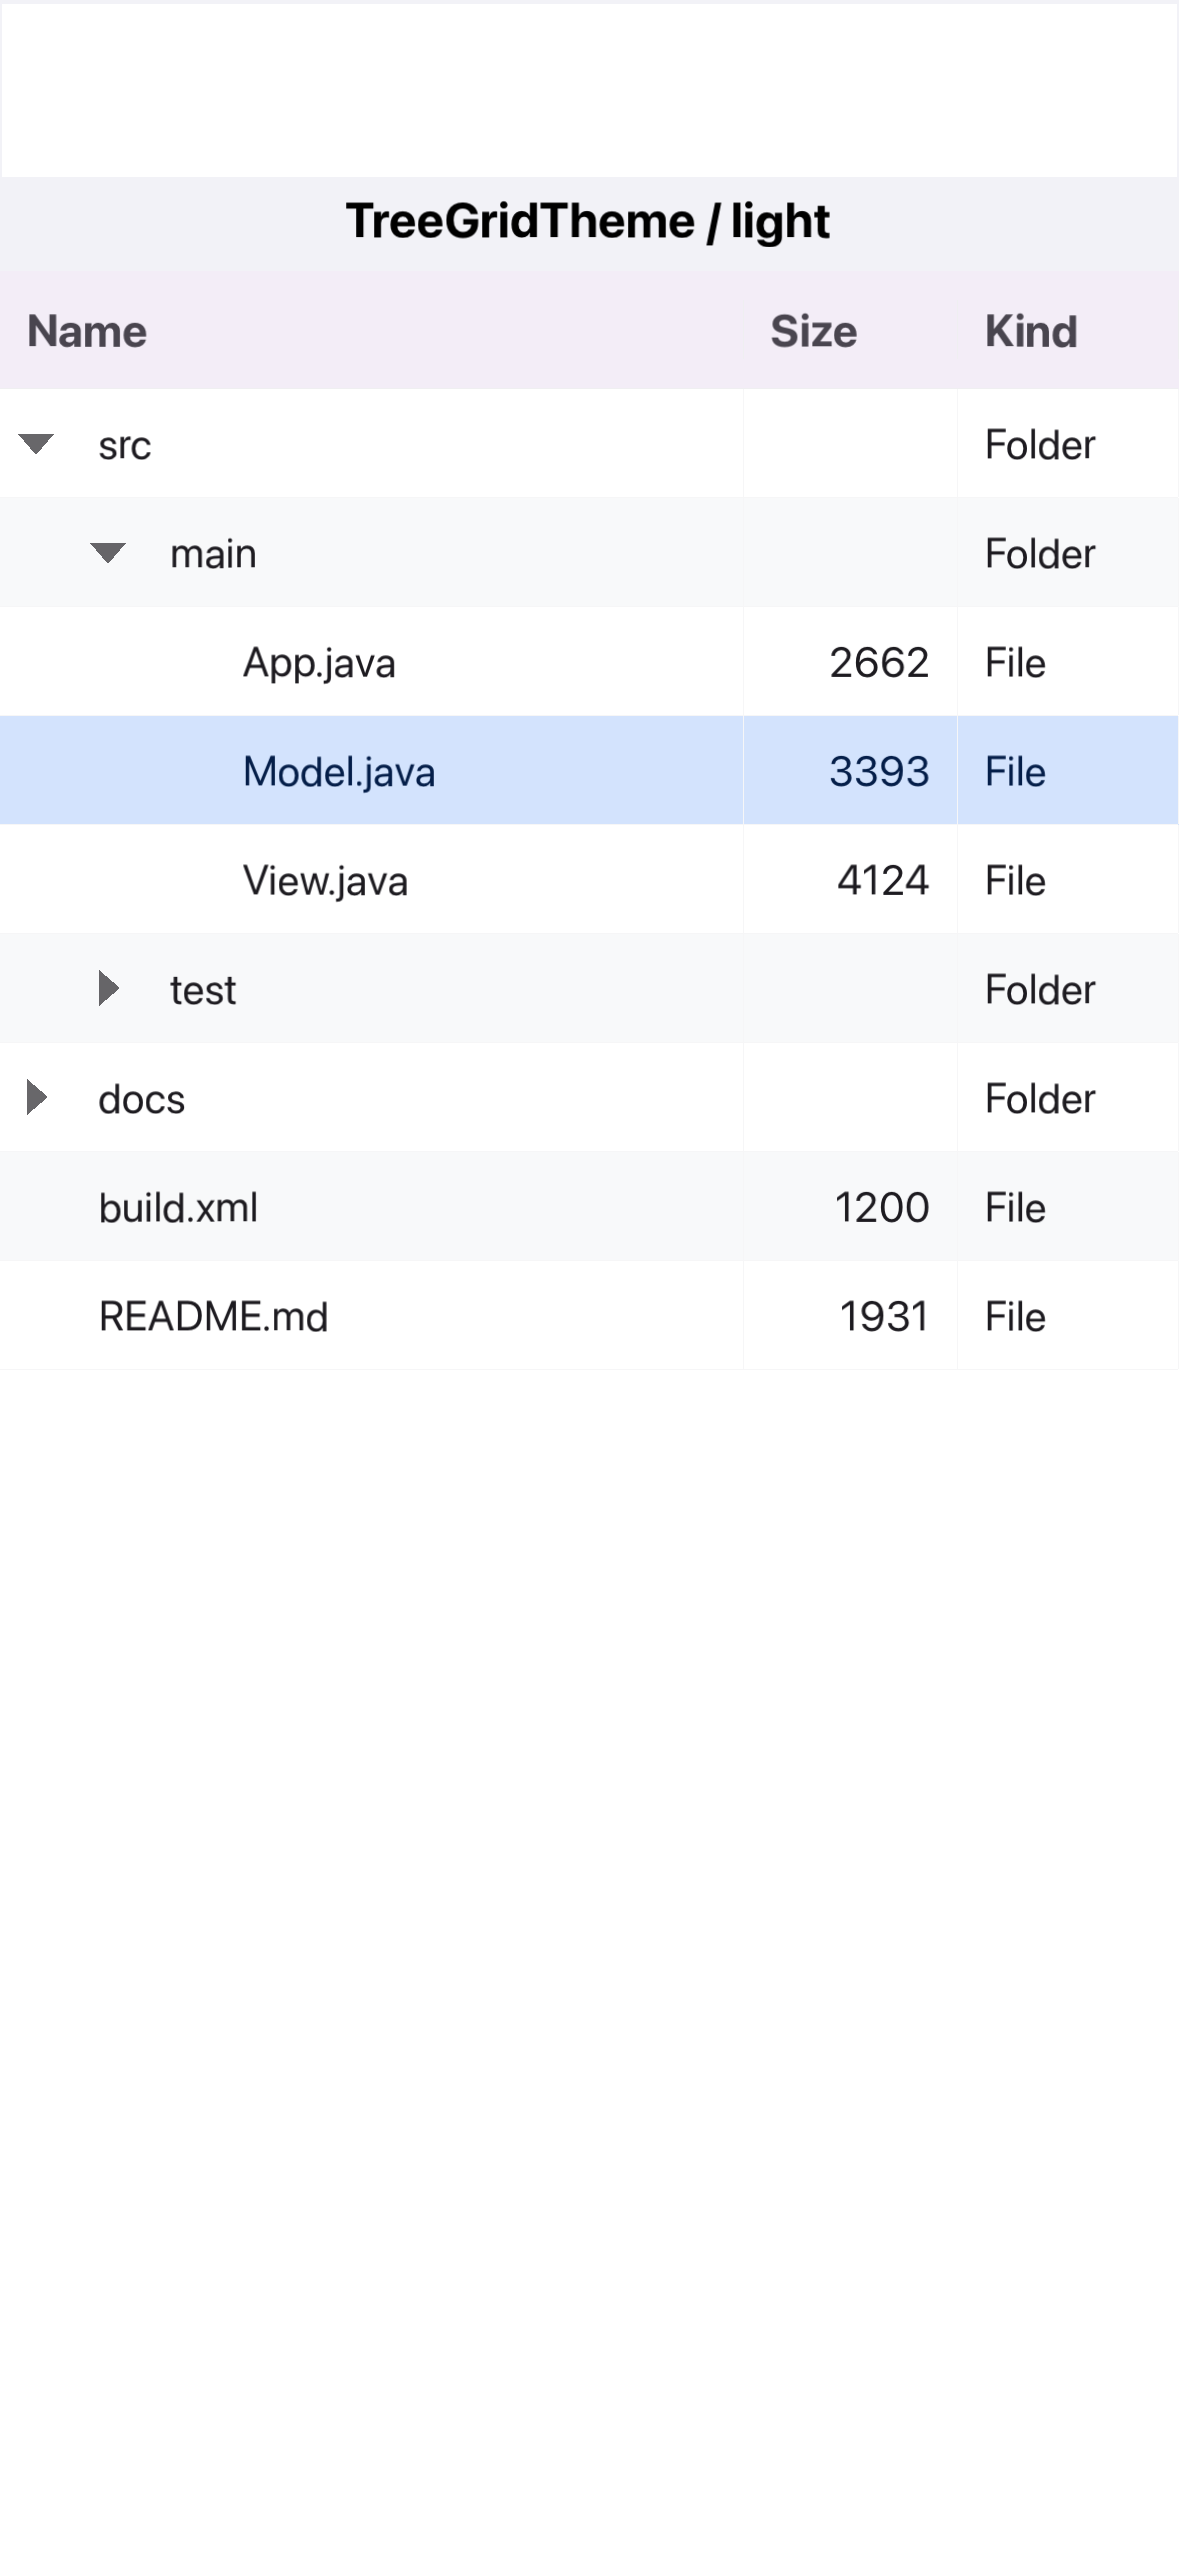 TreeGridTheme / light
Name Size Kind
src Folder
main Folder
App.java 2662 File
Model.java 3393 File
View.java 4124 File
test Folder
docs Folder
build.xml 1200 File
README.md 1931 File